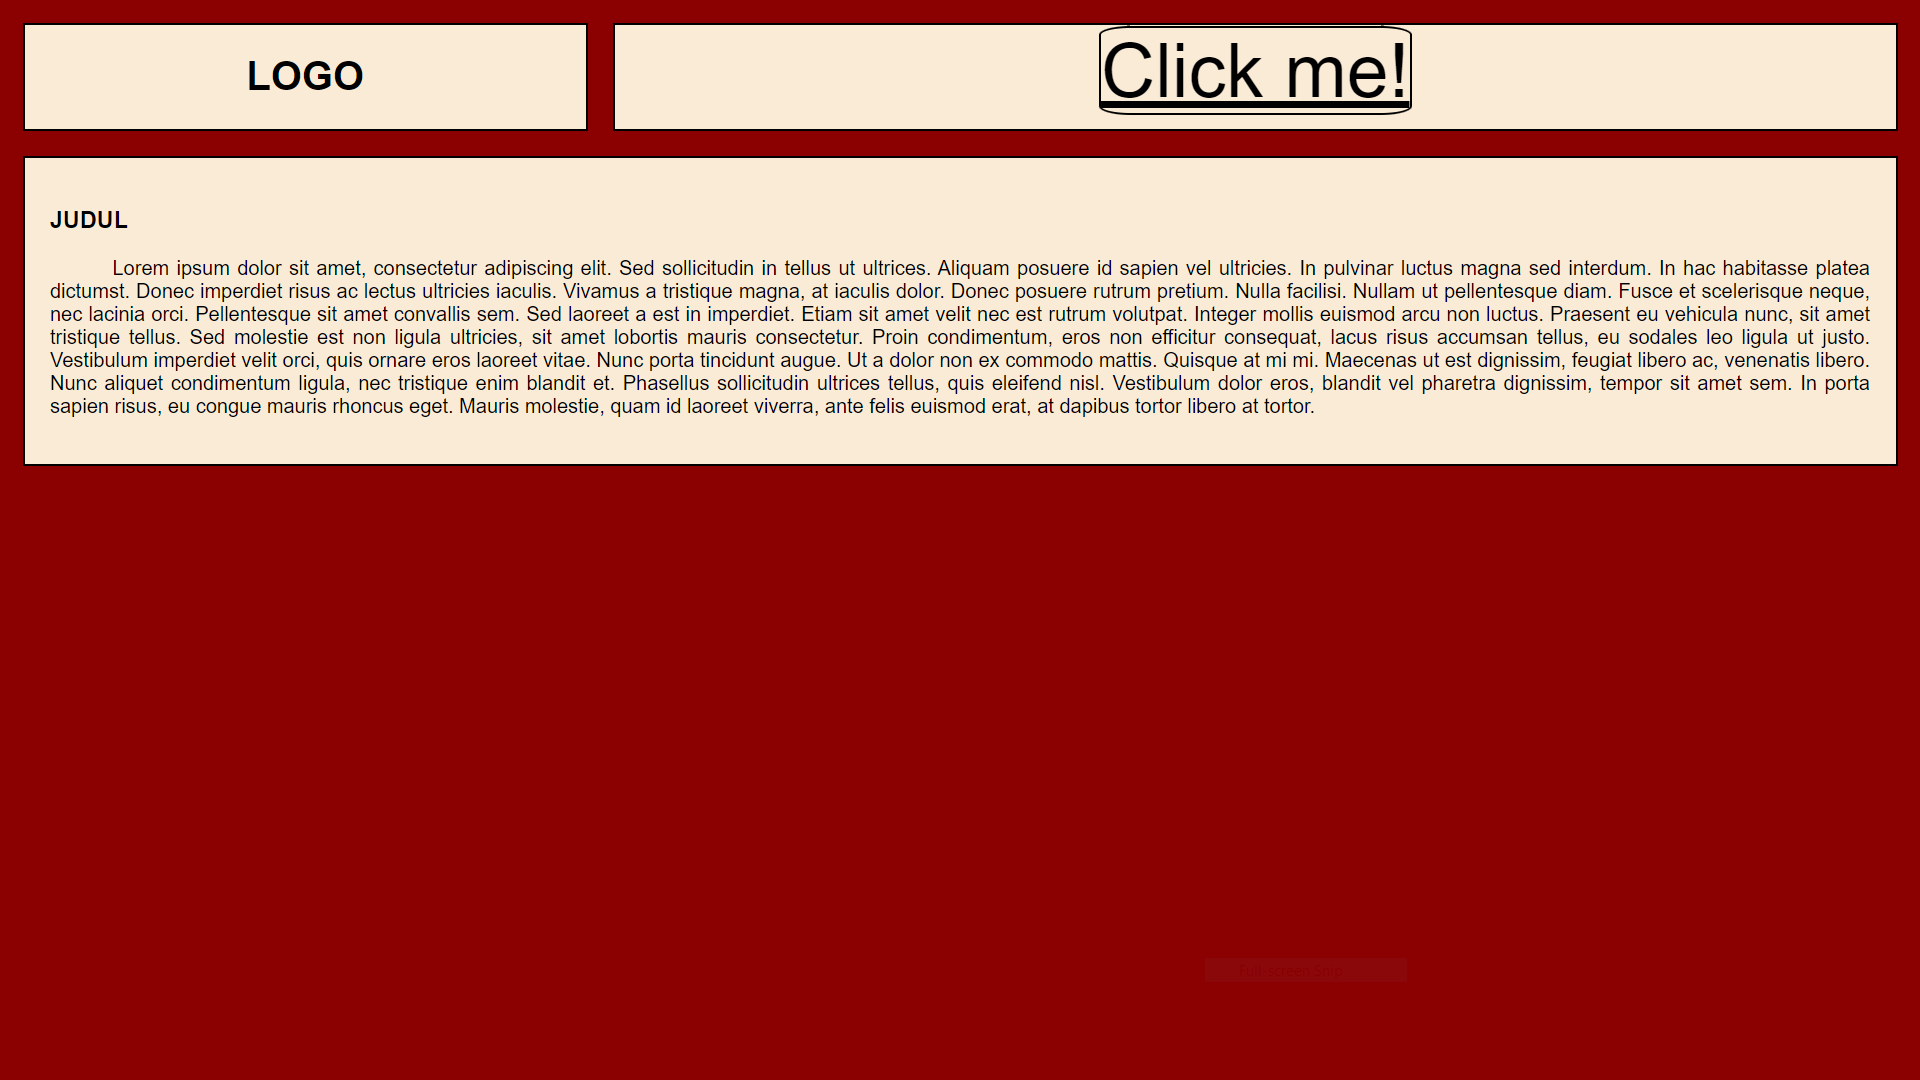 LOGO
Click me!
JUDUL
Lorem ipsum dolor sit amet, consectetur adipiscing elit. Sed sollicitudin in tellus ut ultrices. Aliquam posuere id sapien vel ultricies. In pulvinar luctus magna sed interdum. In hac habitasse platea
dictumst. Donec imperdiet risus ac lectus ultricies iaculis. Vivamus a tristique magna, at iaculis dolor. Donec posuere rutrum pretium. Nulla facilisi. Nullam ut pellentesque diam. Fusce et scelerisque neque,
nec lacinia orci. Pellentesque sit amet convallis sem. Sed laoreet a est in imperdiet. Etiam sit amet velit nec est rutrum volutpat. Integer mollis euismod arcu non luctus. Praesent eu vehicula nunc, sit amet
tristique tellus. Sed molestie est non ligula ultricies, sit amet lobortis mauris consectetur. Proin condimentum, eros non efficitur consequat, lacus risus accumsan tellus, eu sodales leo ligula ut justo.
Vestibulum imperdiet velit orci, quis ornare eros laoreet vitae. Nunc porta tincidunt augue. Ut a dolor non ex commodo mattis. Quisque at mi mi. Maecenas ut est dignissim, feugiat libero ac, venenatis libero.
Nunc aliquet condimentum ligula, nec tristique enim blandit et. Phasellus sollicitudin ultrices tellus, quis eleifend nisl. Vestibulum dolor eros, blandit vel pharetra dignissim, tempor sit amet sem. In porta
sapien risus, eu congue mauris rhoncus eget. Mauris molestie, quam id laoreet viverra, ante felis euismod erat, at dapibus tortor libero at tortor.
Full-screen Snip